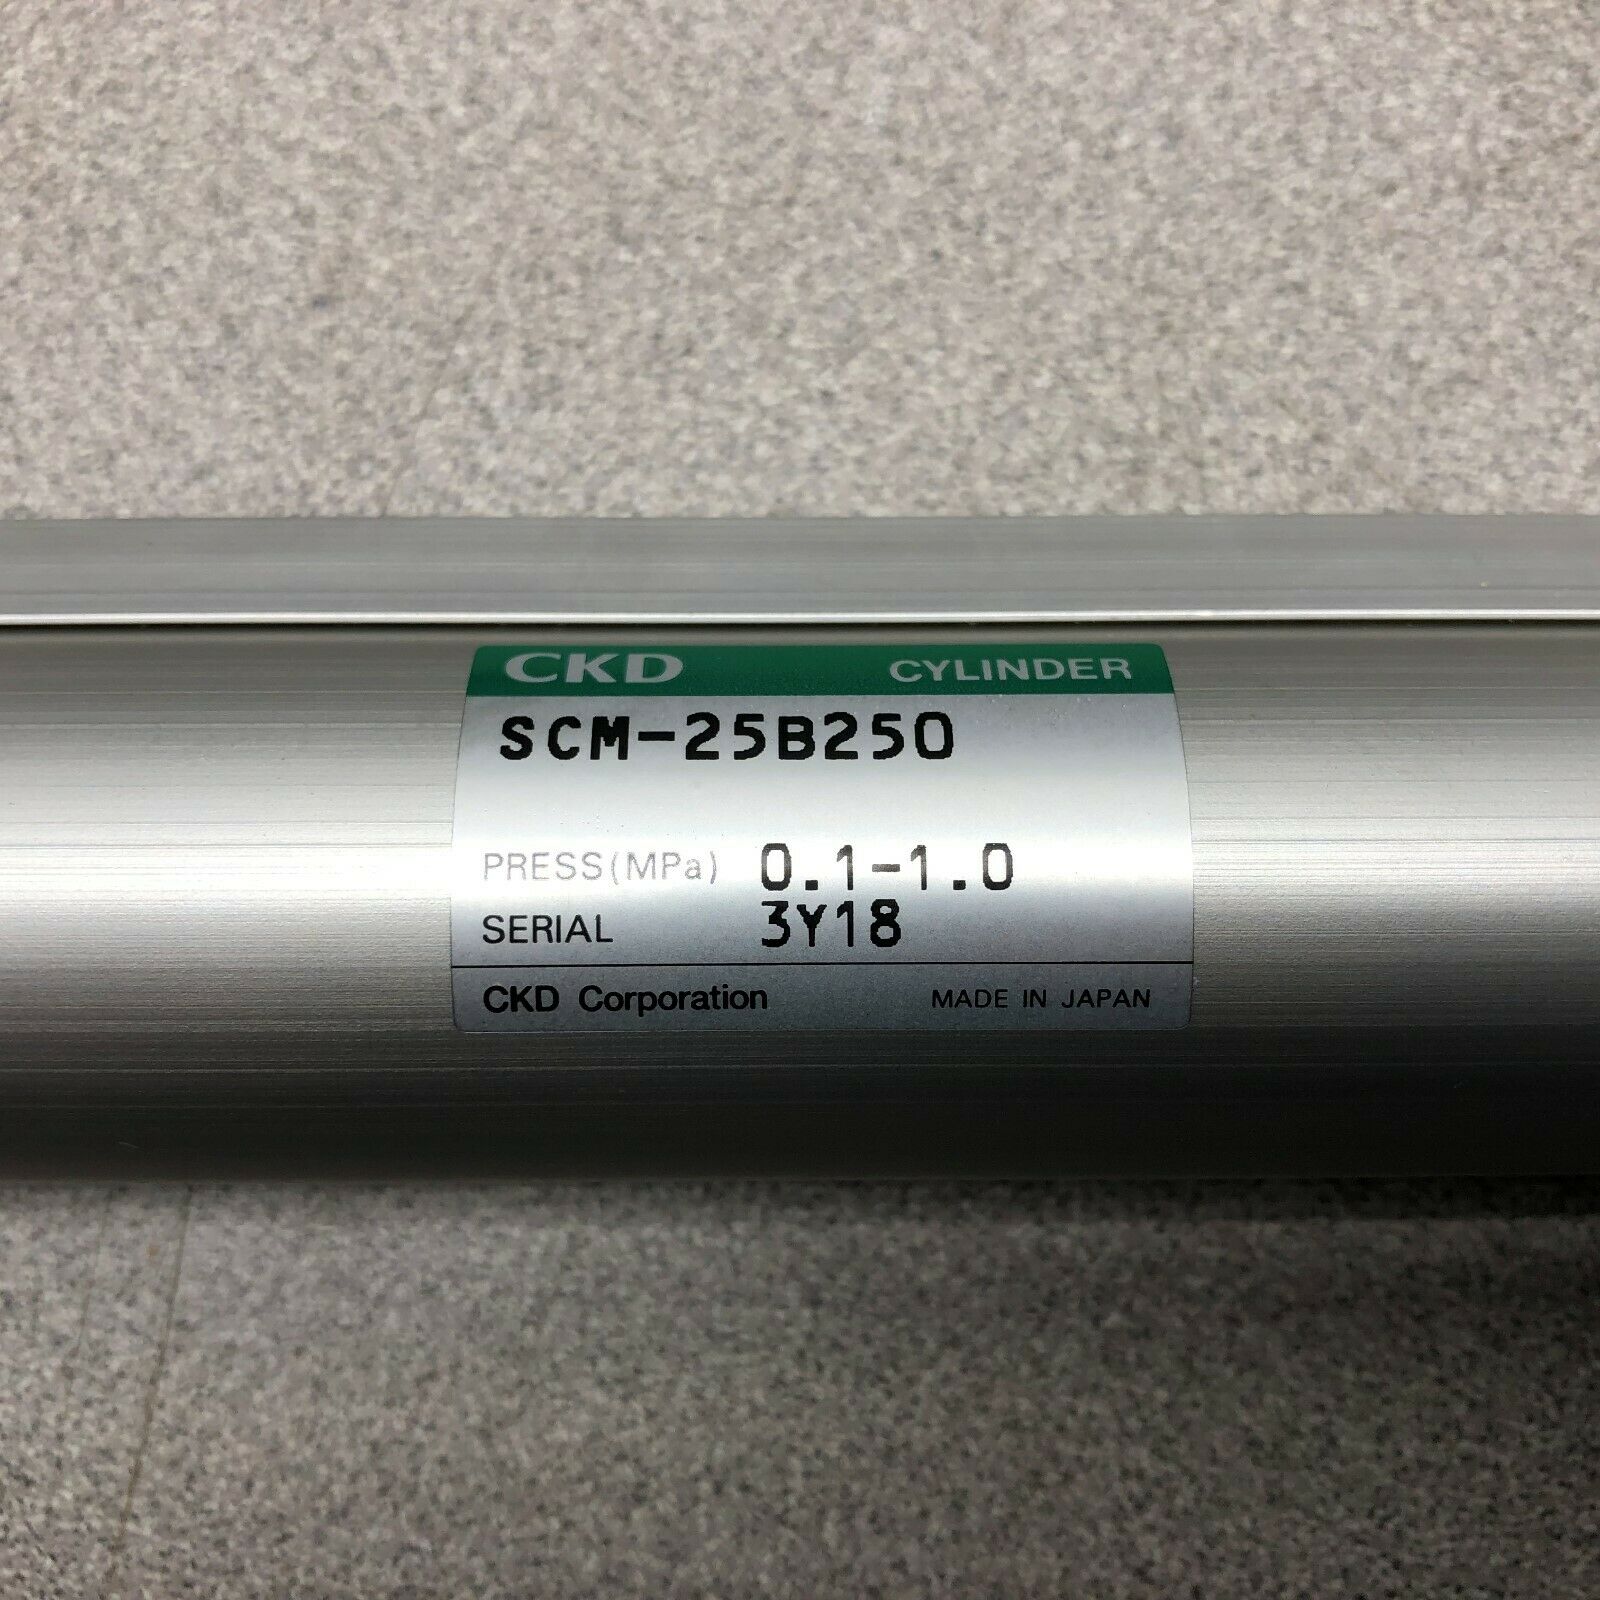 CKD CYLINDER
SCM-25B250
PRESS(MPa) 0.1-1.0
SERIAL 3Y18
CKD Corporation MADE IN JAPAN